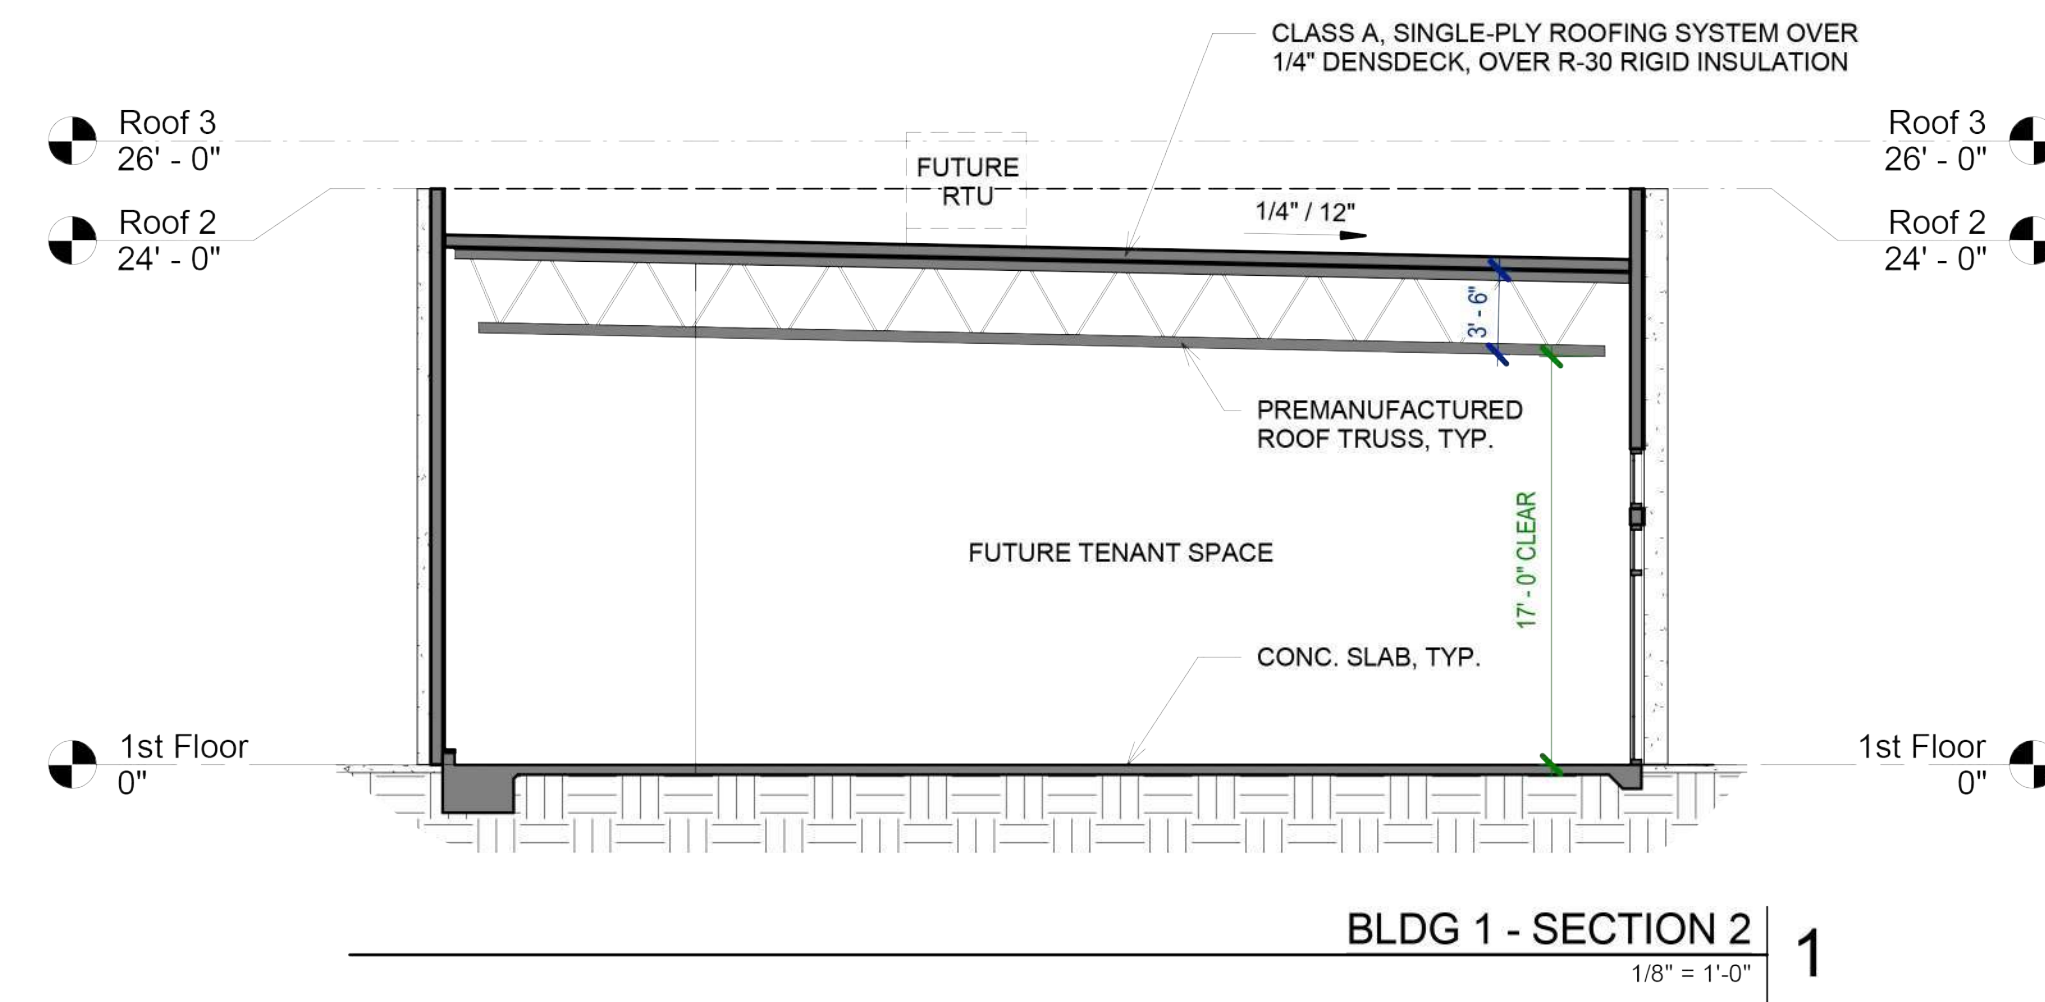 CLASS A, SINGLE-PLY ROOFING SYSTEM OVER
1/4" DENSDECK, OVER R-30 RIGID INSULATION
Roof 3
26' - 0"
Roof 3
26' - 0"
FUTURE
RTU
Roof 2
24' - 0"
1/4" / 12"
Roof 2
24' - 0"
3' - 6"
PREMANUFACTURED
ROOF TRUSS, TYP.
17' - 0" CLEAR
FUTURE TENANT SPACE
CONC. SLAB, TYP.
1st Floor
0"
1st Floor
0"
BLDG 1 - SECTION 2
1
1/8" = 1'-0"